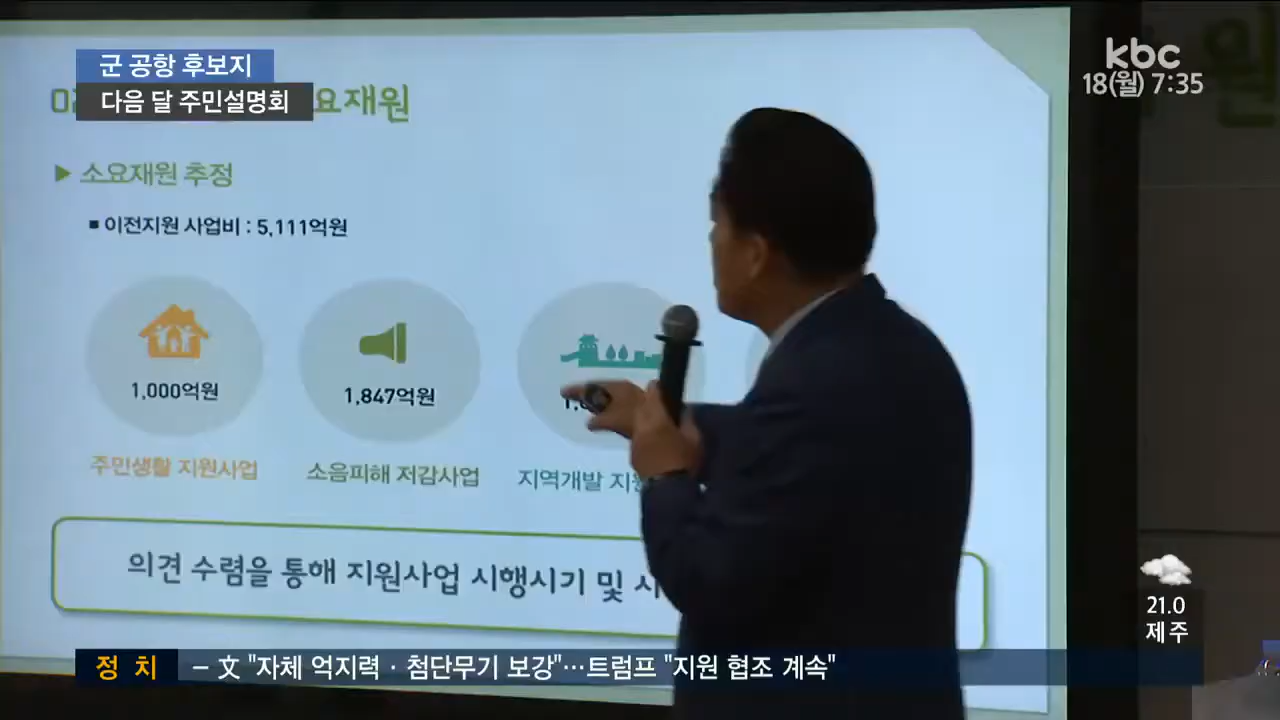 군 공항 후보지
다음 달 주민설명회
요재원
kbc
18(월) 7:35
원
▶ 소요재원 추정
■ 이전지원 사업비 : 5,111억원
1,000억원
1,847억원
주민생활 지원사업
소음피해 저감사업
지역개발
의견 수렴을 통해 지원사업 시행시기 및
21.0
제주
정치
– 文 "자체 억지력·첨단무기 보강"…트럼프 "지원 협조 계속"